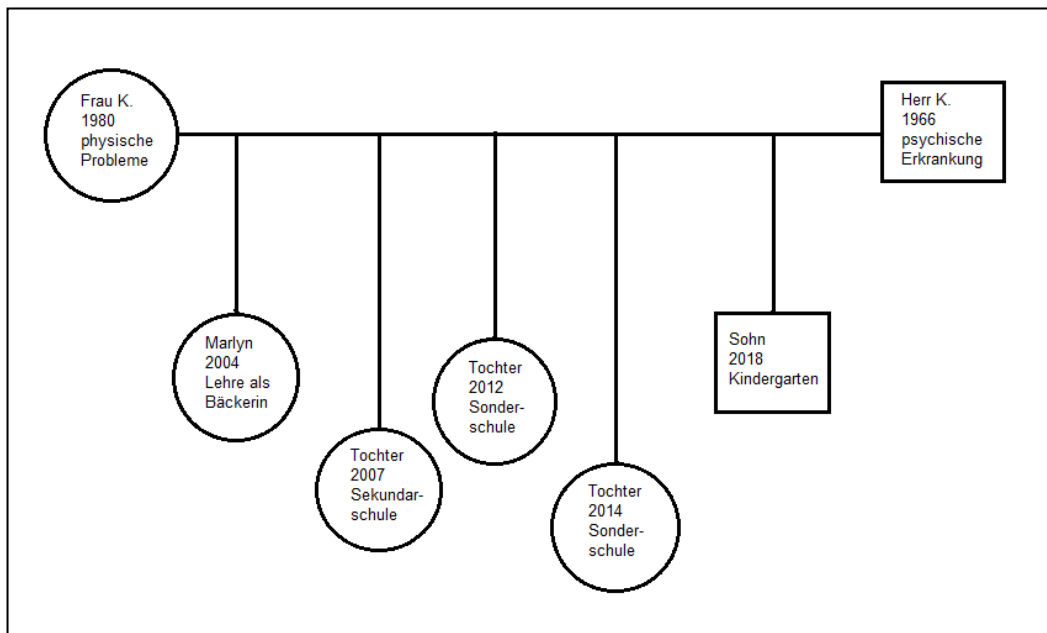 Frau K.
1980
physische
Probleme
Herr K.
1966
psychische
Erkrankung
Marlyn
2004
Lehre als
Bäckerin
Tochter
2007
Sekundar-
schule
Tochter
2012
Sonder-
schule
Tochter
2014
Sonder-
schule
Sohn
2018
Kindergarten